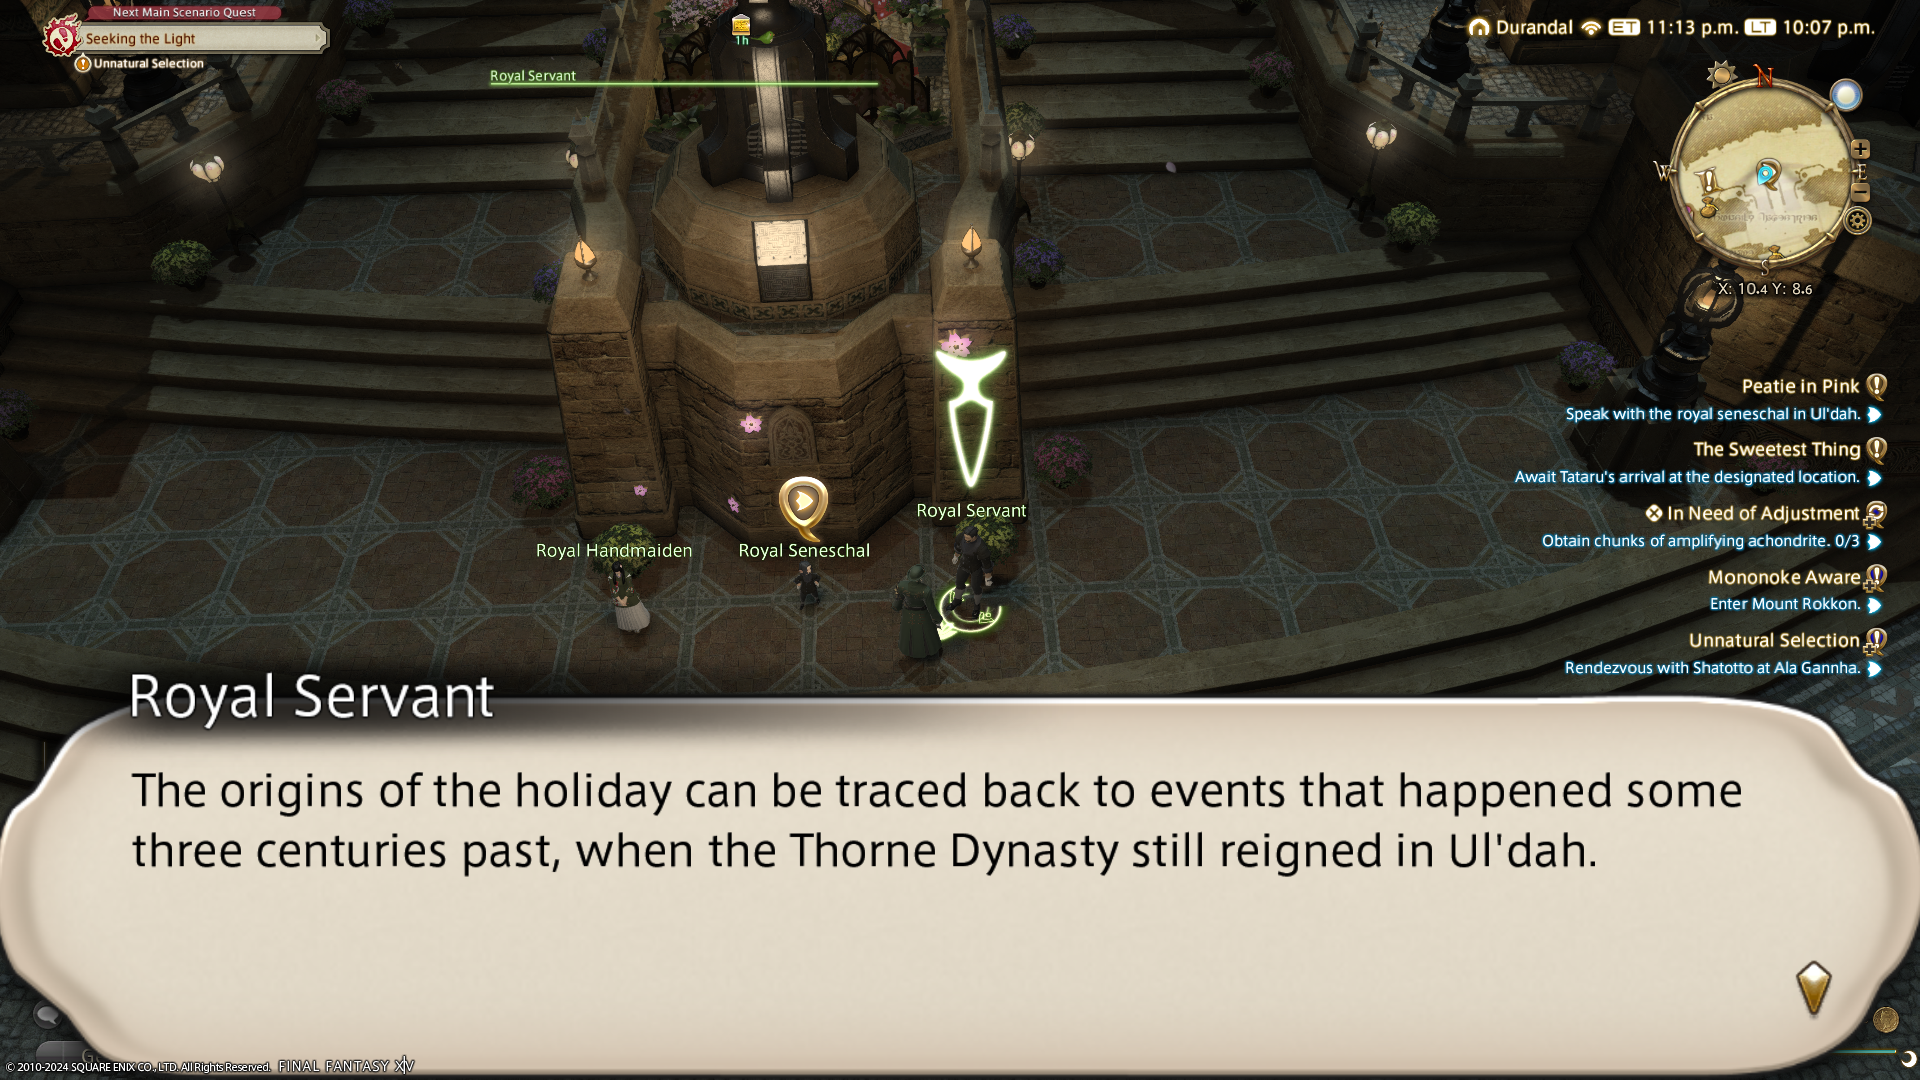 Next Main Scenario Quest
Seeking the Light
Unnatural Selection
1h
Royal Servant
Durandal ET 11:13 p.m. LT 10:07 p.m.
N
W
E
S
X: 10.4 Y: 8.6
Peatie in Pink
Speak with the royal seneschal in Ul'dah.
The Sweetest Thing
Await Tataru's arrival at the designated location.
In Need of Adjustment
Obtain chunks of amplifying achondrite. 0/3
Mononoke Aware
Enter Mount Rokkon.
Unnatural Selection
Rendezvous with Shatotto at Ala Gannha.
Royal Servant
Royal Handmaiden
Royal Seneschal
Royal Servant
The origins of the holiday can be traced back to events that happened some
three centuries past, when the Thorne Dynasty still reigned in Ul'dah.
© 2010-2024 SQUARE ENIX CO., LTD. All Rights Reserved. FINAL FANTASY XIV